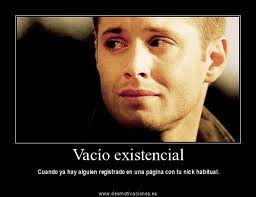 Vacío existencial
Cuando ya hay alguien registrado en una página con tu nick habitual.
www.desmotivaciones.es